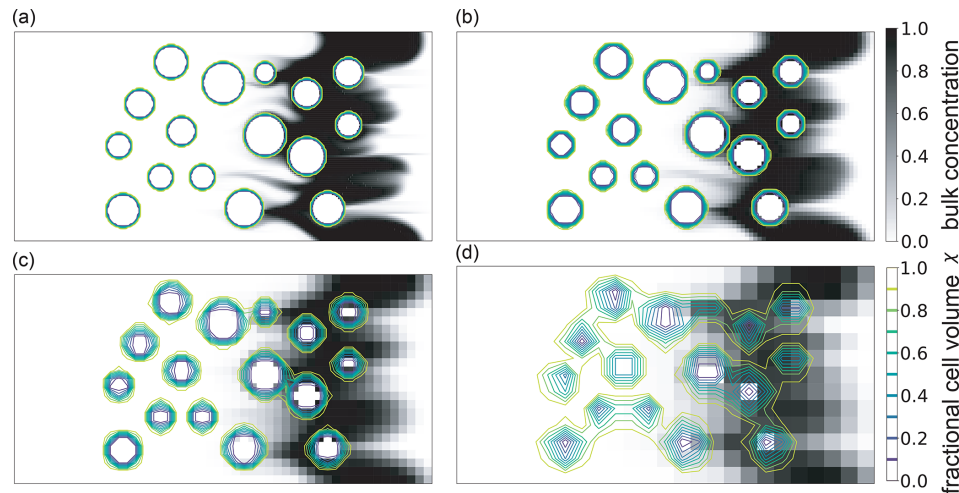 (a)
(b)
1.0
0.8
0.6
0.4
0.2
0.0
bulk concentration
(c)
(d)
1.0
0.8
0.6
0.4
0.2
0.0
fractional cell volume χ